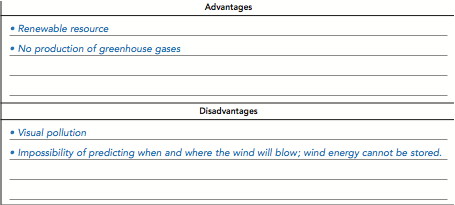 Advantages
• Renewable resource
• No production of greenhouse gases
Disadvantages
• Visual pollution
• Impossibility of predicting when and where the wind will blow; wind energy cannot be stored.